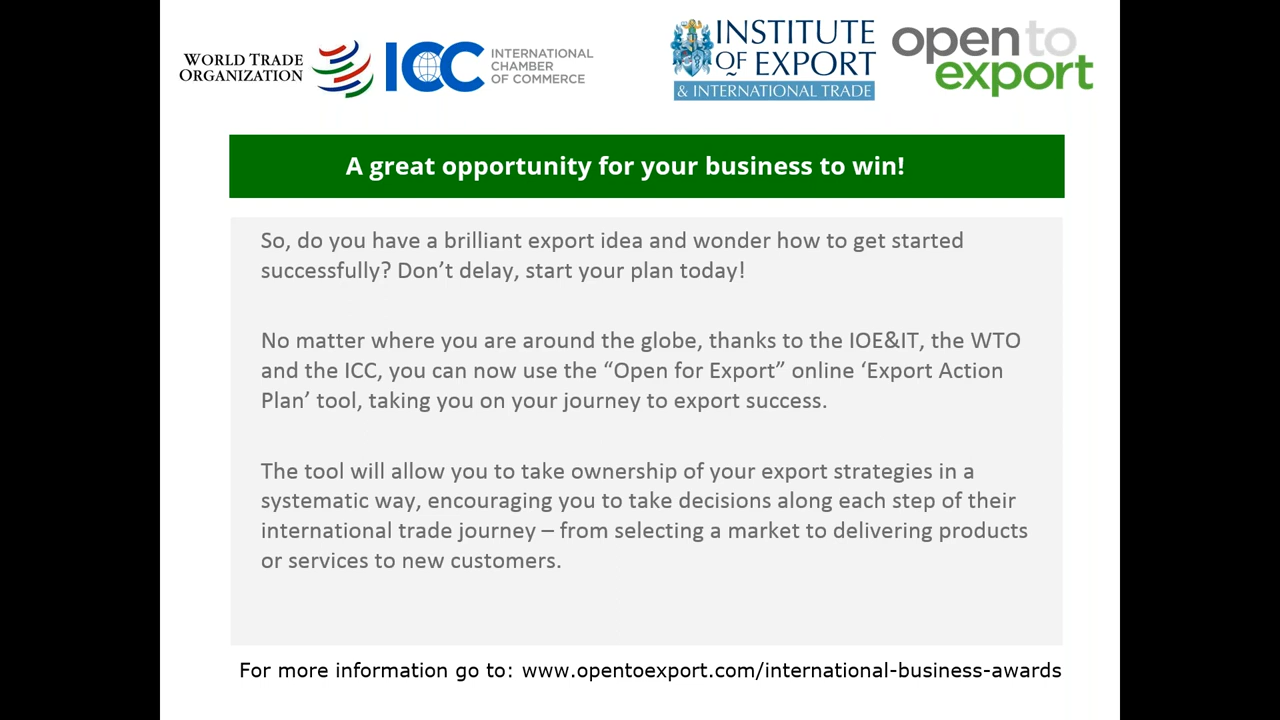 WORLD TRADE
ORGANIZATION
ICC
INTERNATIONAL
CHAMBER
OF COMMERCE
INSTITUTE
OF EXPORT
& INTERNATIONAL TRADE
open to
export
A great opportunity for your business to win!
So, do you have a brilliant export idea and wonder how to get started
successfully? Don’t delay, start your plan today!
No matter where you are around the globe, thanks to the IOE&IT, the WTO
and the ICC, you can now use the “Open for Export” online ‘Export Action
Plan’ tool, taking you on your journey to export success.
The tool will allow you to take ownership of your export strategies in a
systematic way, encouraging you to take decisions along each step of their
international trade journey – from selecting a market to delivering products
or services to new customers.
For more information go to: www.opentoexport.com/international-business-awards